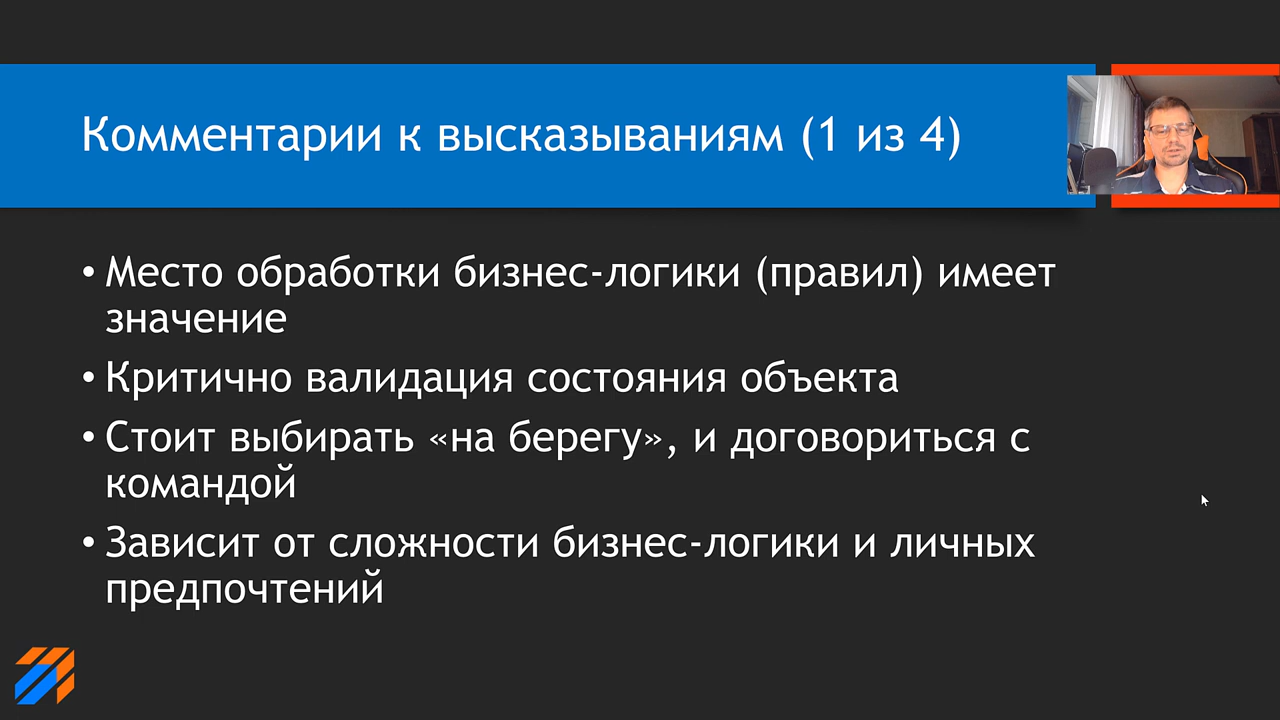 Комментарии к высказываниям (1 из 4)
• Место обработки бизнес-логики (правил) имеет
значение
• Критично валидация состояния объекта
• Стоит выбирать «на берегу», и договориться с
командой
• Зависит от сложности бизнес-логики и личных
предпочтений